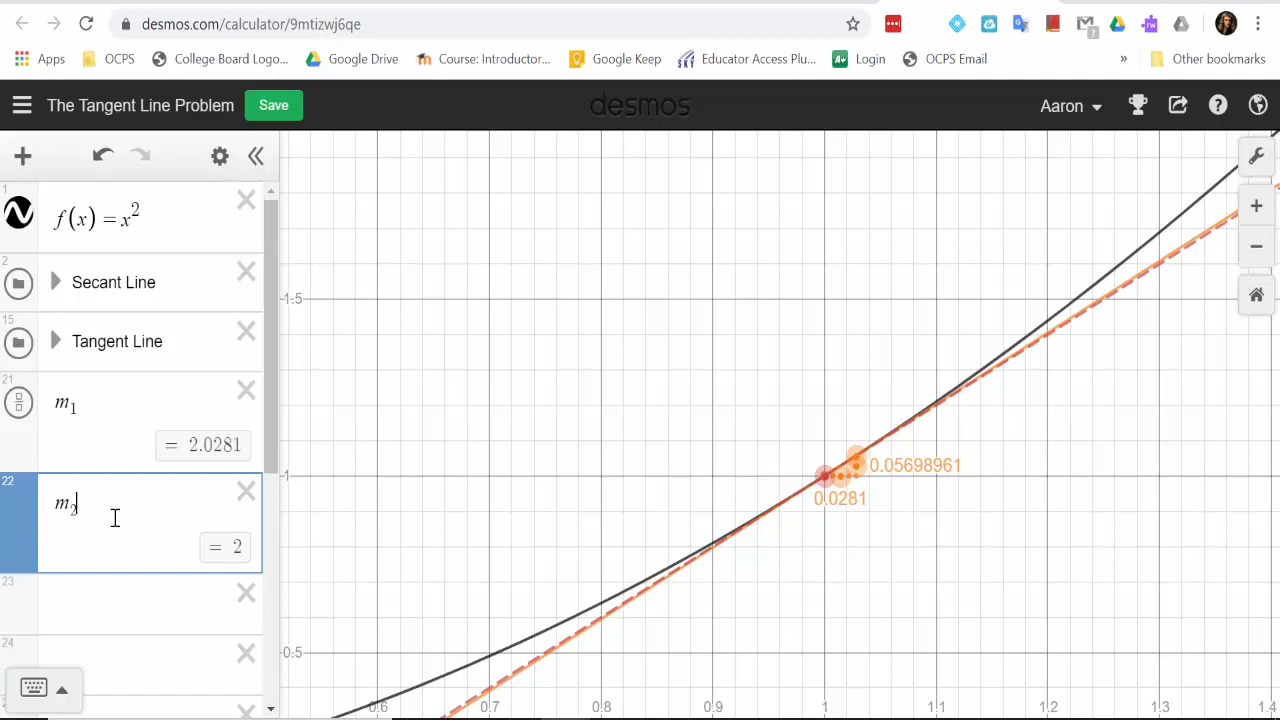 desmos.com/calculator/9mtizwj6qe
Apps OCPS College Board Logo... Google Drive Course: Introductor... Google Keep Educator Access Plu... A+ Login OCPS Email » Other bookmarks
The Tangent Line Problem Save desmos Aaron
1
f(x) = x²
2
Secant Line
15
Tangent Line
21
m₁
= 2.0281
22
m₂
= 2
23
24
1.5
1
0.5
0.05698961
0.0281
0.6 0.7 0.8 0.9 1 1.1 1.2 1.3 1.4